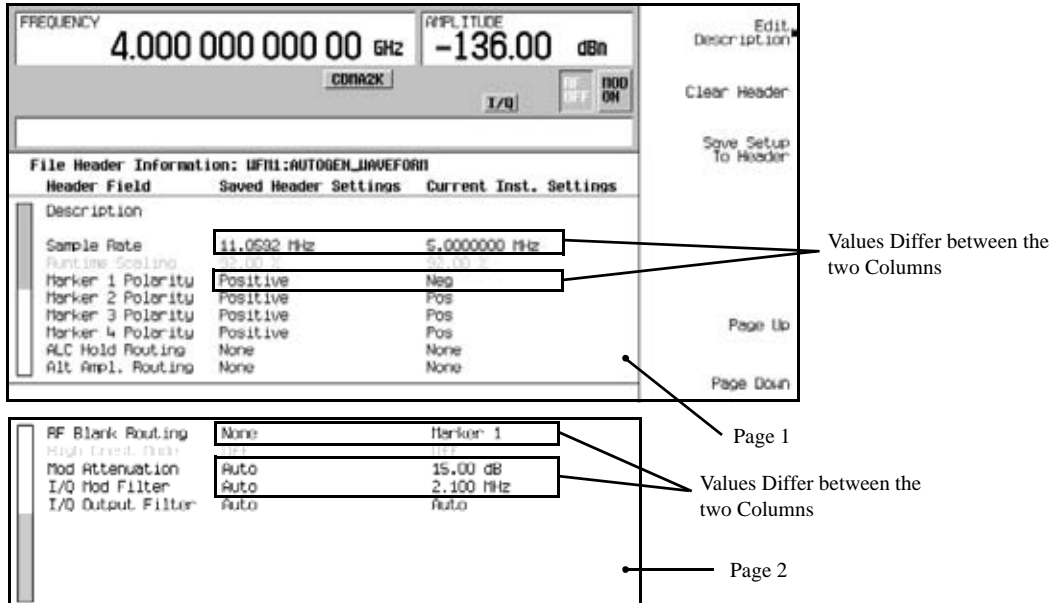 FREQUENCY AMPLITUDE
4.000 000 000 00 GHz -136.00 dBm
CDMA2K
I/Q RF OFF MOD ON
Edit Description
Clear Header
Save Setup To Header
Page Up
Page Down
File Header Information: WFM1:AUTOGEN_WAVEFORM
Header Field Saved Header Settings Current Inst. Settings
Description
Sample Rate 11.0592 MHz 5.0000000 MHz
Runtime Scaling 92.00 % 92.00 %
Marker 1 Polarity Positive Neg
Marker 2 Polarity Positive Pos
Marker 3 Polarity Positive Pos
Marker 4 Polarity Positive Pos
ALC Hold Routing None None
Alt Ampl. Routing None None
Values Differ between the
two Columns
Page 1
RF Blank Routing None Marker 1
High Crest Mode Off Off
Mod Attenuation Auto 15.00 dB
I/Q Mod Filter Auto 2.100 MHz
I/Q Output Filter Auto Auto
Values Differ between the
two Columns
Page 2